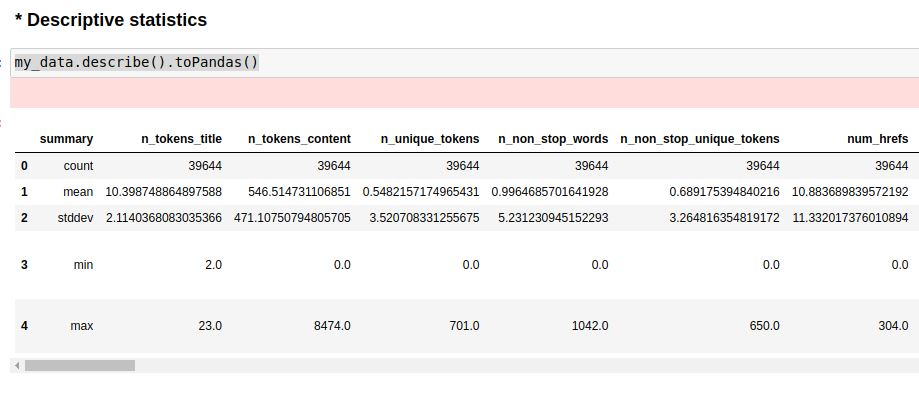 * Descriptive statistics
my_data.describe().toPandas()
summary n_tokens_title n_tokens_content n_unique_tokens n_non_stop_words n_non_stop_unique_tokens num_hrefs
0 count 39644 39644 39644 39644 39644 39644
1 mean 10.398748864897588 546.514731106851 0.5482157174965431 0.9964685701641928 0.689175394840216 10.883689839572192
2 stddev 2.1140368083035366 471.10750794805705 3.520708331255675 5.231230945152293 3.264816354819172 11.332017376010894
3 min 2.0 0.0 0.0 0.0 0.0 0.0
4 max 23.0 8474.0 701.0 1042.0 650.0 304.0